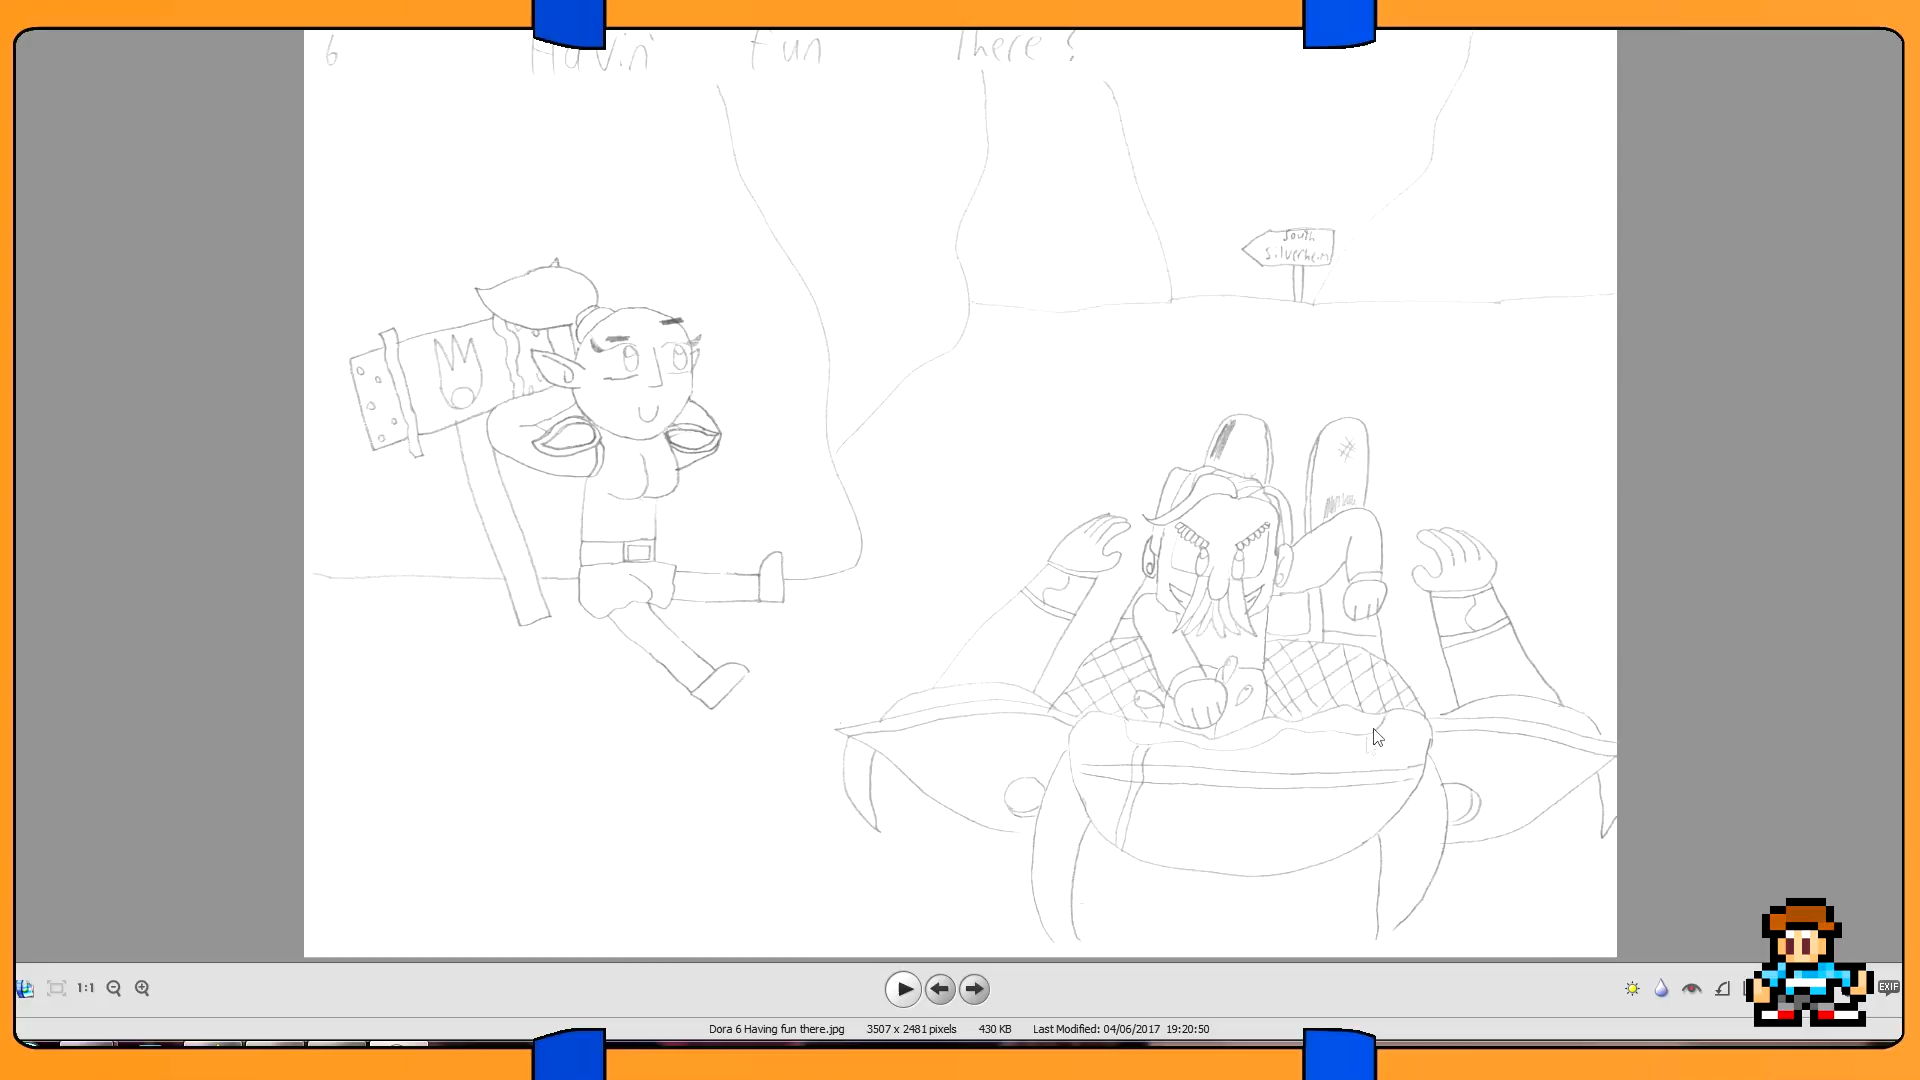 6 Havin' Fun There?
South
Silverheim
1:1
EXIF
Dora 6 Having fun there.jpg 3507 x 2481 pixels 430 KB Last Modified: 04/06/2017 19:20:50